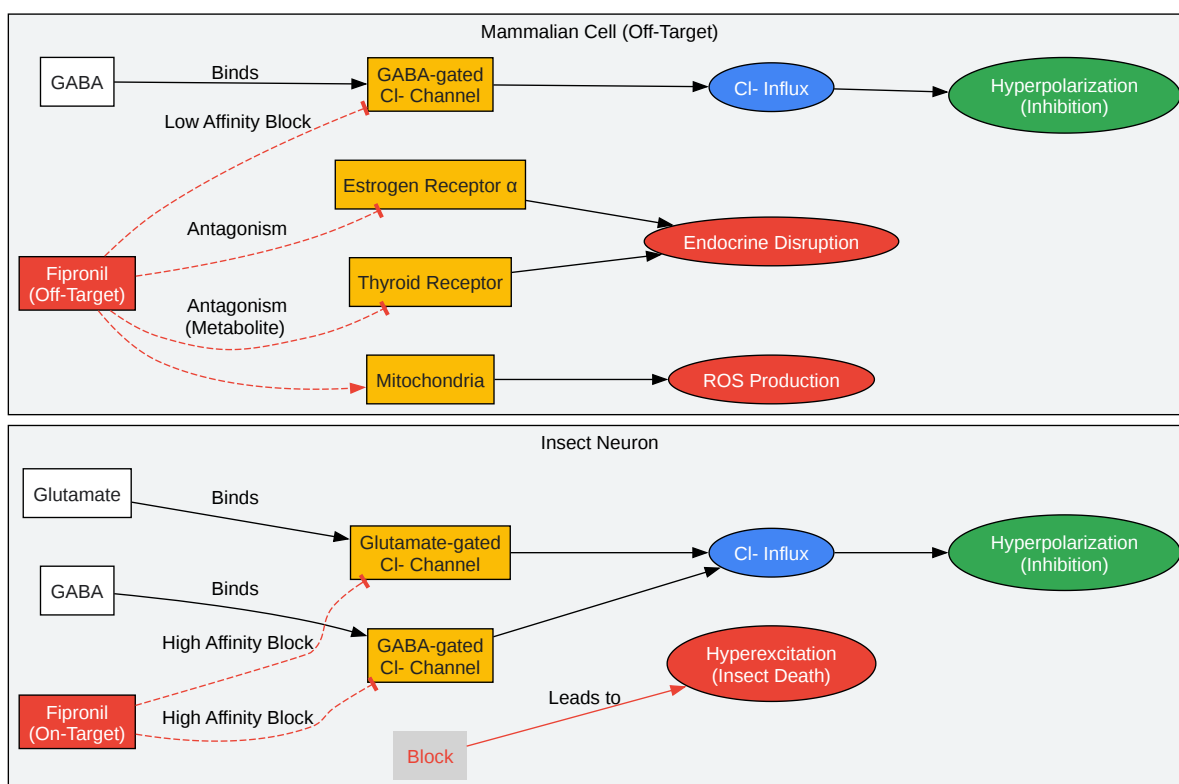 Mammalian Cell (Off-Target)
GABA
Binds
GABA-gated
Cl- Channel
Cl- Influx
Hyperpolarization
(Inhibition)
Low Affinity Block
Estrogen Receptor α
Antagonism
Endocrine Disruption
Fipronil
(Off-Target)
Thyroid Receptor
Antagonism
(Metabolite)
Mitochondria
ROS Production
Insect Neuron
Glutamate
Binds
Glutamate-gated
Cl- Channel
Cl- Influx
Hyperpolarization
(Inhibition)
GABA
Binds
High Affinity Block
GABA-gated
Cl- Channel
Hyperexcitation
(Insect Death)
Fipronil
(On-Target)
High Affinity Block
Leads to
Block